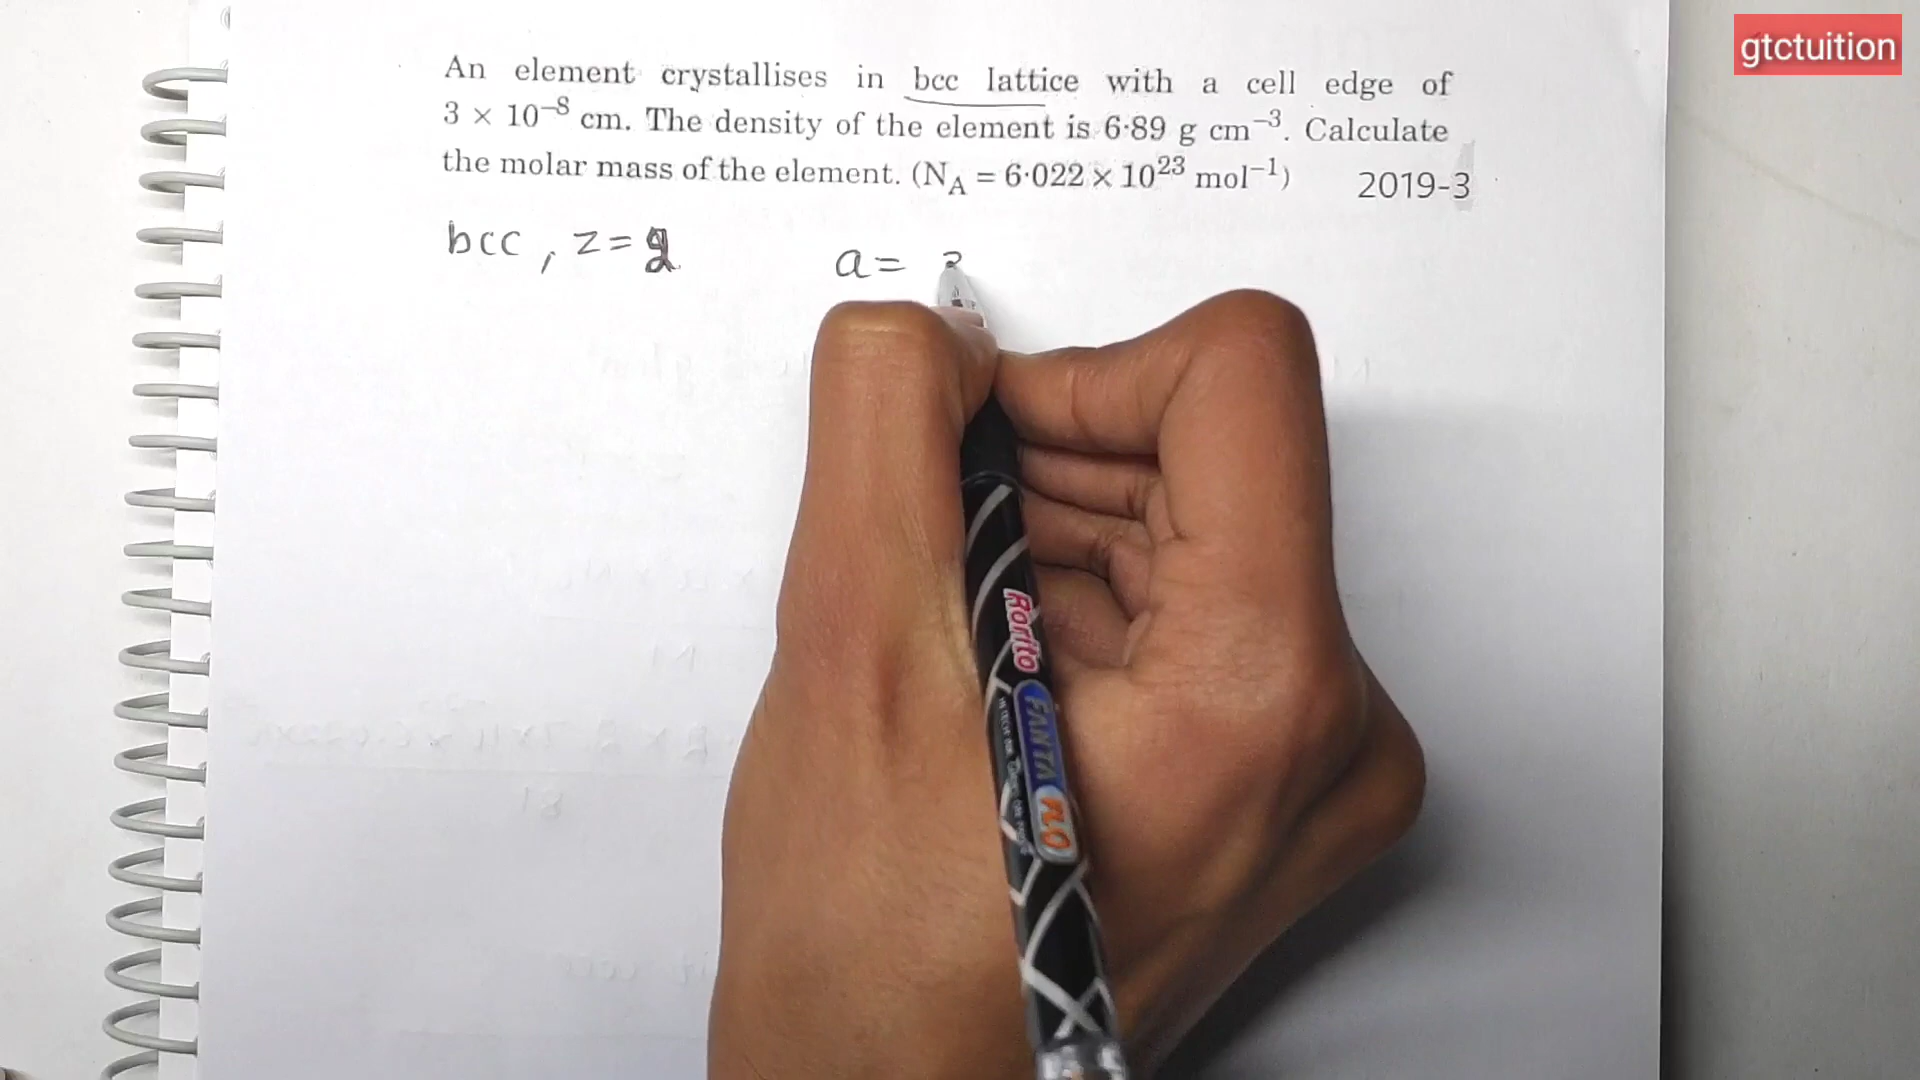 gtctuition
An element crystallises in bcc lattice with a cell edge of
3 × 10⁻⁸ cm. The density of the element is 6·89 g cm⁻³. Calculate
the molar mass of the element. (N_A = 6·022 × 10²³ mol⁻¹) 2019-3
bcc, z = 2 a = 3
Rorito
FANTA FLO